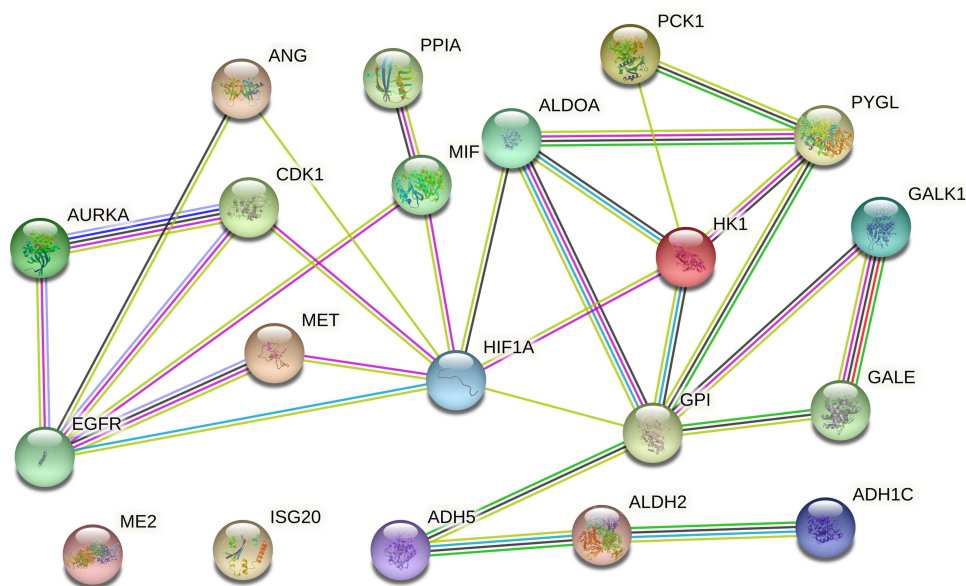 PCK1
ANG
PPIA
ALDOA
PYGL
MIF
CDK1
GALK1
AURKA
HK1
MET
HIF1A
GALE
GPI
EGFR
ME2
ISG20
ADH5
ALDH2
ADH1C